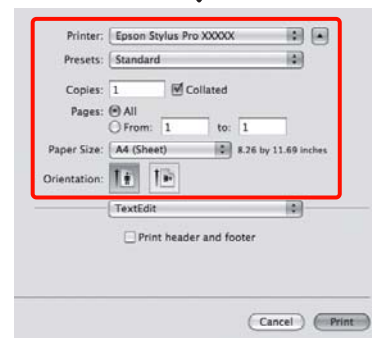 Printer: Epson Stylus Pro XXXXX
Presets: Standard
Copies: 1 Collated
Pages: All
From: 1 to: 1
Paper Size: A4 (Sheet) 8.26 by 11.69 inches
Orientation:
TextEdit
Print header and footer
Cancel Print